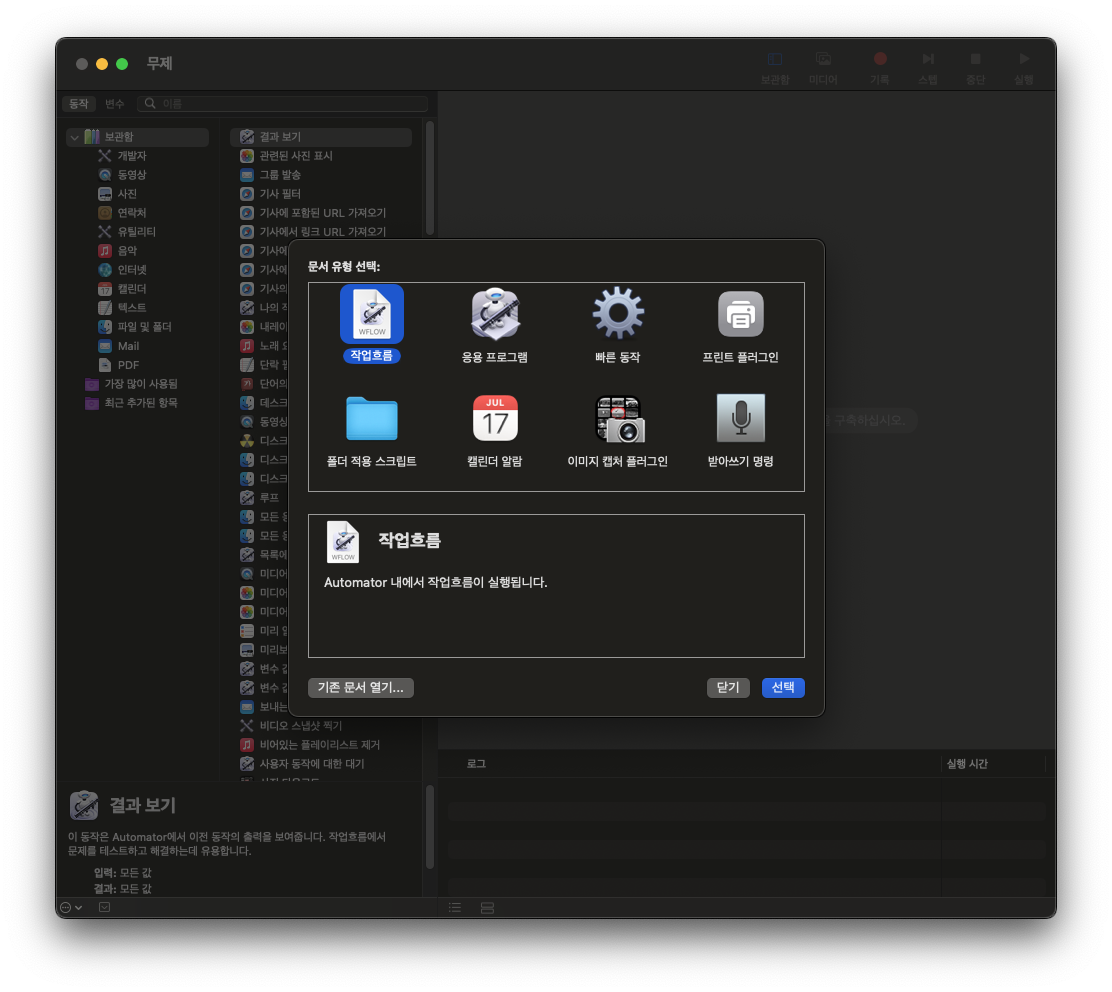 무제
보관함
미디어
기록
스텝
중단
실행
동작
변수
이름
보관함
개발자
동영상
사진
연락처
유틸리티
음악
인터넷
캘린더
텍스트
파일 및 폴더
Mail
PDF
가장 많이 사용됨
최근 추가된 항목
결과 보기
관련된 사진 표시
그룹 발송
기사 필터
기사에 포함된 URL 가져오기
기사에서 링크 URL 가져오기
기사에
기사에
기사의
나의
내레이
노래
단락
단어의
데스크
동영상
디스크
디스크
디스크
루프
모든
모든
목록에
미디어
미디어
미디어
미리
미리보
변수
변수
보내는
비디오 스냅샷 찍기
비어있는 플레이리스트 제거
사용자 동작에 대한 대기
문서 유형 선택:
WFLOW
작업흐름
응용 프로그램
빠른 동작
프린트 플러그인
폴더 적용 스크립트
JUL
17
캘린더 알람
이미지 캡처 플러그인
받아쓰기 명령
WFLOW
작업흐름
Automator 내에서 작업흐름이 실행됩니다.
기존 문서 열기...
닫기
선택
구축하십시오.
로그
실행 시간
결과 보기
이 동작은 Automator에서 이전 동작의 출력을 보여줍니다. 작업흐름에서
문제를 테스트하고 해결하는데 유용합니다.
입력: 모든 값
결과: 모든 값